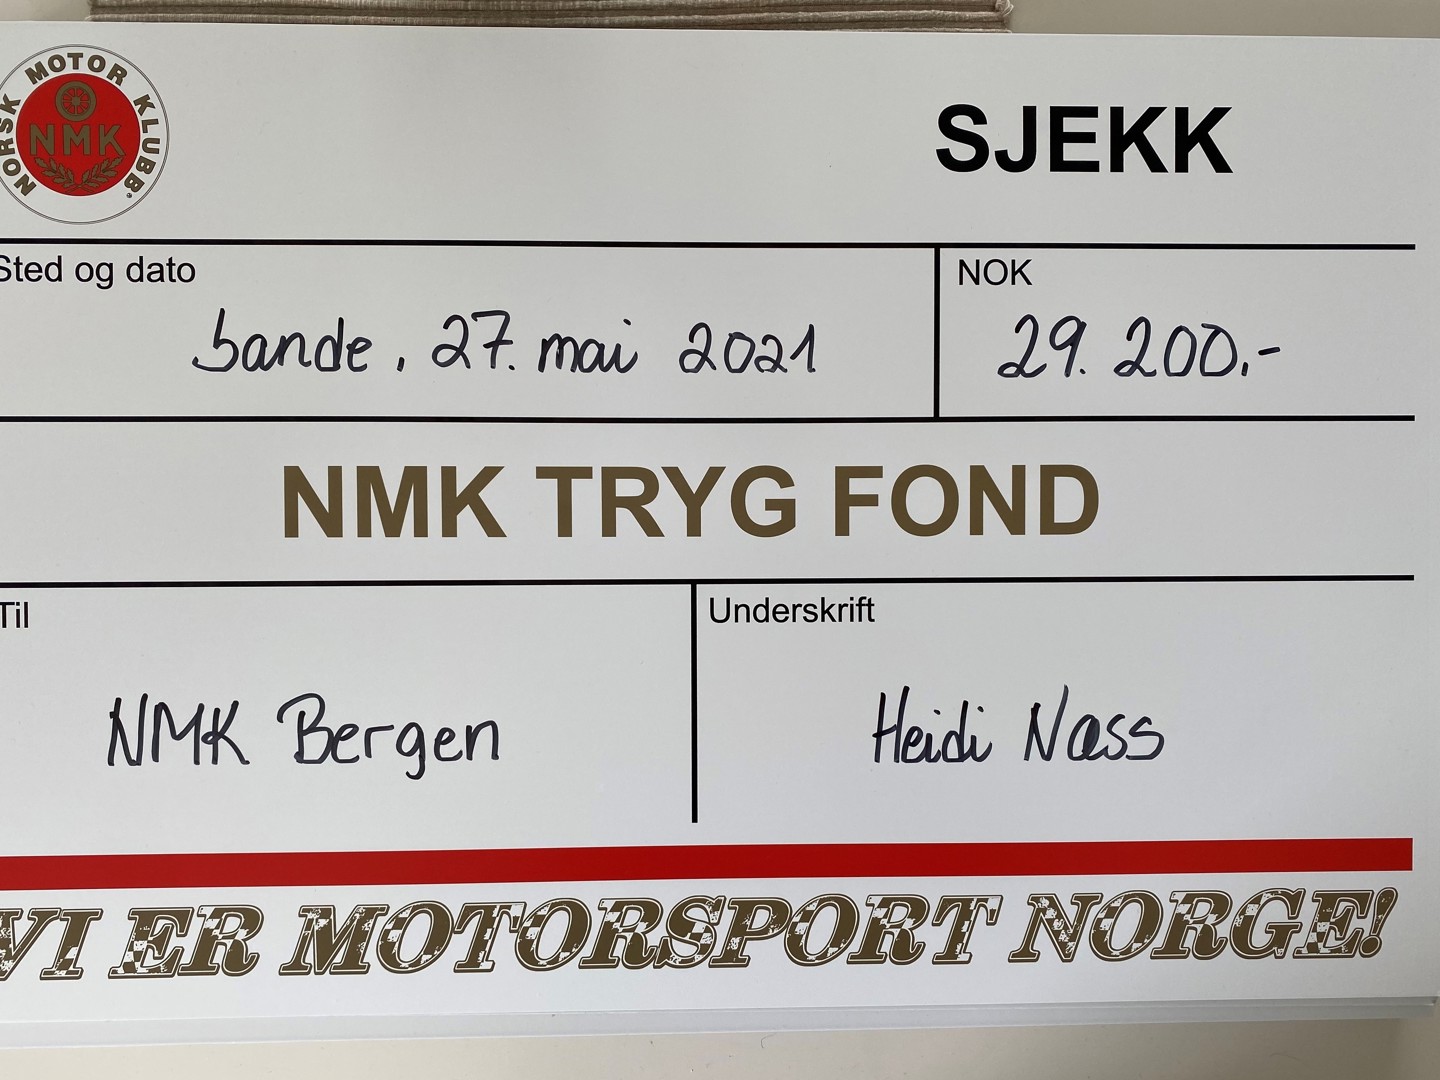 NORSK MOTOR KLUBB
NMK
SJEKK
Sted og dato
NOK
Sande, 27. mai 2021
29.200.-
NMK TRYG FOND
Til
Underskrift
NMK Bergen
Heidi Næss
VI ER MOTORSPORT NORGE!